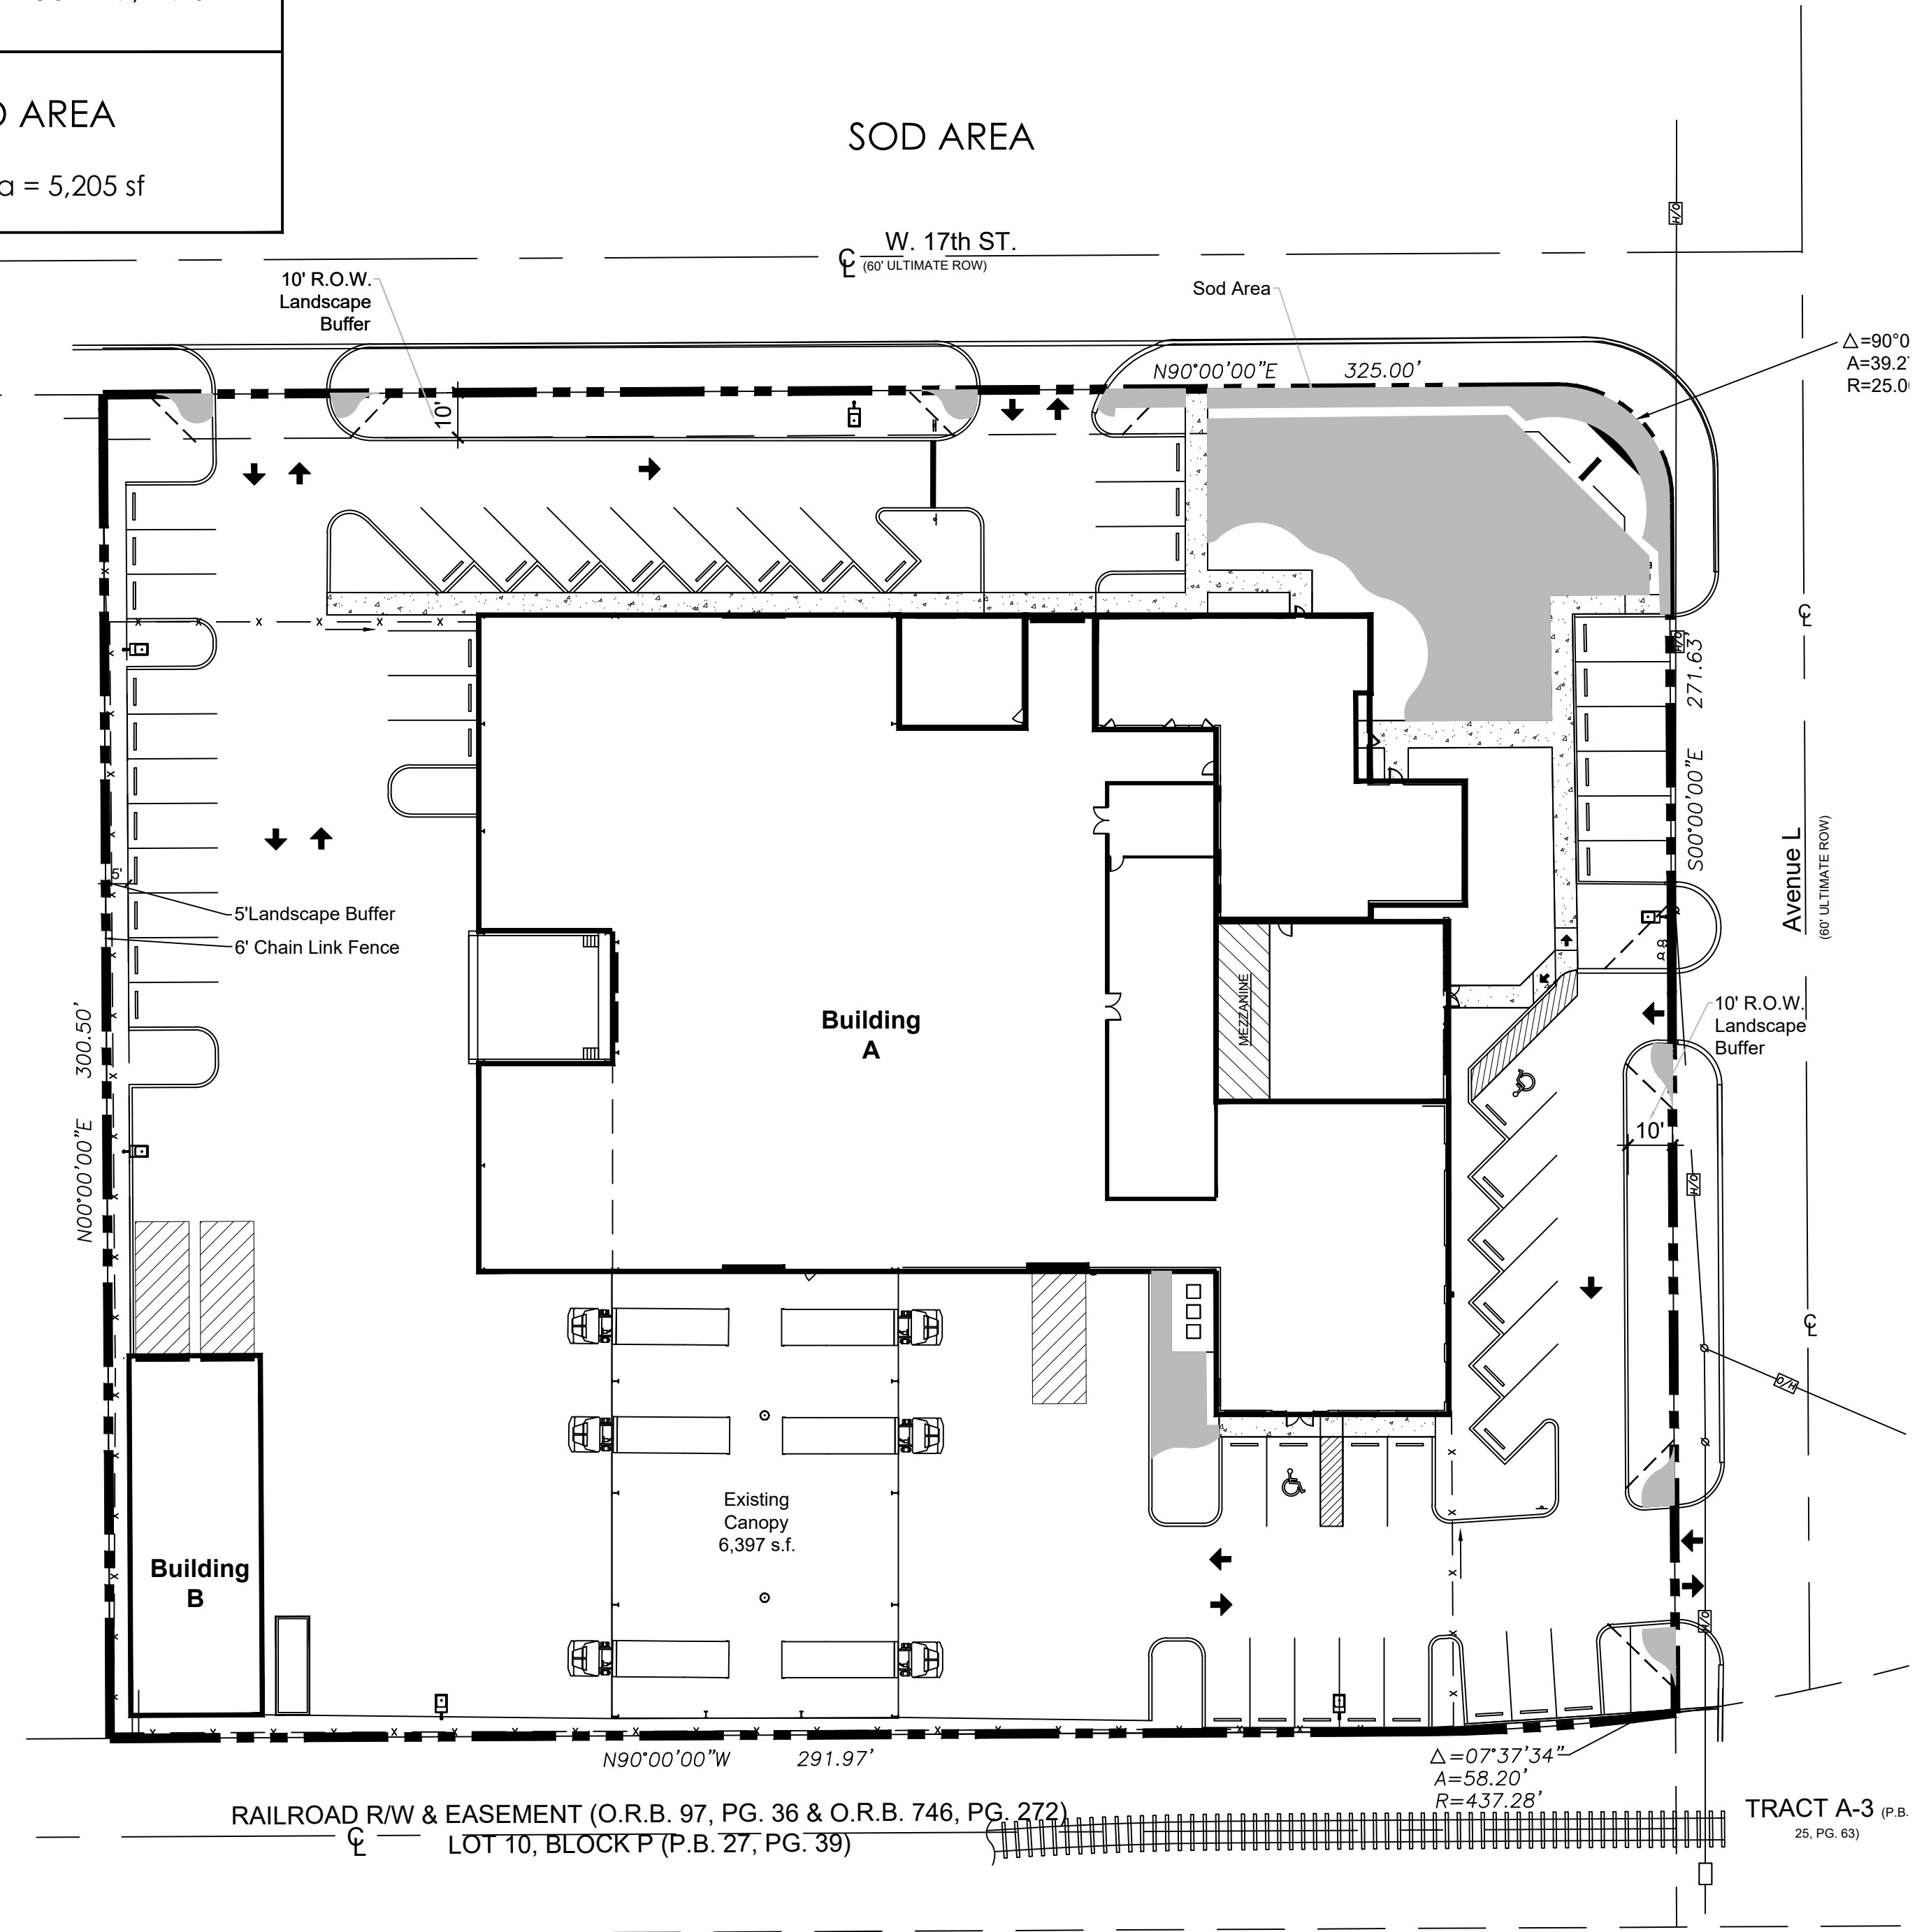 AREA
= 5,205 sf
SOD AREA
W. 17th ST.
(60' ULTIMATE ROW)
10' R.O.W.
Landscape
Buffer
Sod Area
N90°00'00"E 325.00'
△=90°0
A=39.2
R=25.0
10'
O/H
O/H
271.63'
S00°00'00"E
Avenue L
(60' ULTIMATE ROW)
5'
5'Landscape Buffer
6' Chain Link Fence
N00°00'00"E 300.50'
Building
A
MEZZANINE
10' R.O.W.
Landscape
Buffer
10'
O/H
O/H
Existing
Canopy
6,397 s.f.
Building
B
O/H
N90°00'00"W 291.97'
△=07°37'34"
A=58.20'
R=437.28'
RAILROAD R/W & EASEMENT (O.R.B. 97, PG. 36 & O.R.B. 746, PG. 272)
LOT 10, BLOCK P (P.B. 27, PG. 39)
TRACT A-3 (P.B.
25, PG. 63)